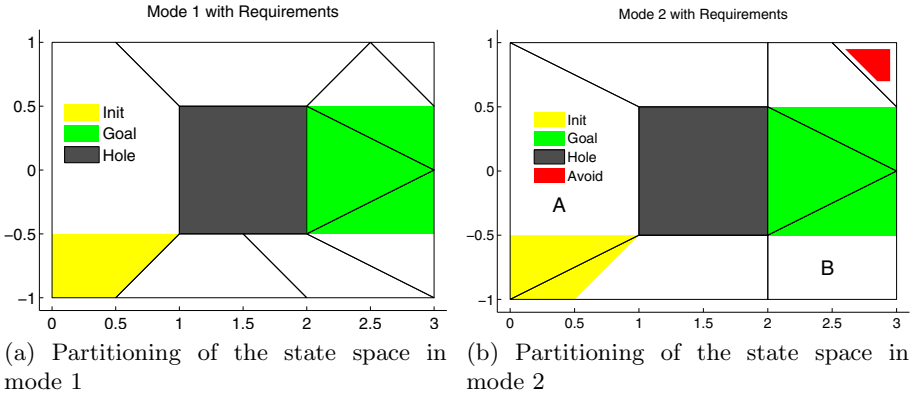 Mode 1 with Requirements
1
0.5
0
−0.5
−1
0
0.5
1
1.5
2
2.5
3
Init
Goal
Hole
(a) Partitioning of the state space in
mode 1
Mode 2 with Requirements
1
0.5
0
−0.5
−1
0
0.5
1
1.5
2
2.5
3
Init
Goal
Hole
Avoid
A
B
(b) Partitioning of the state space in
mode 2